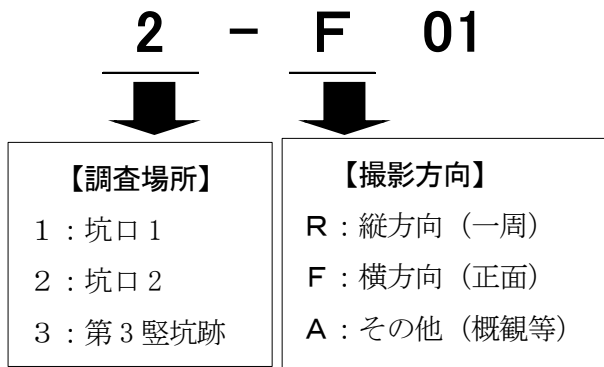 2 － F 01
【調査場所】
1：坑口1
2：坑口2
3：第3竪坑跡
【撮影方向】
R：縦方向（一周）
F：横方向（正面）
A：その他（概観等）